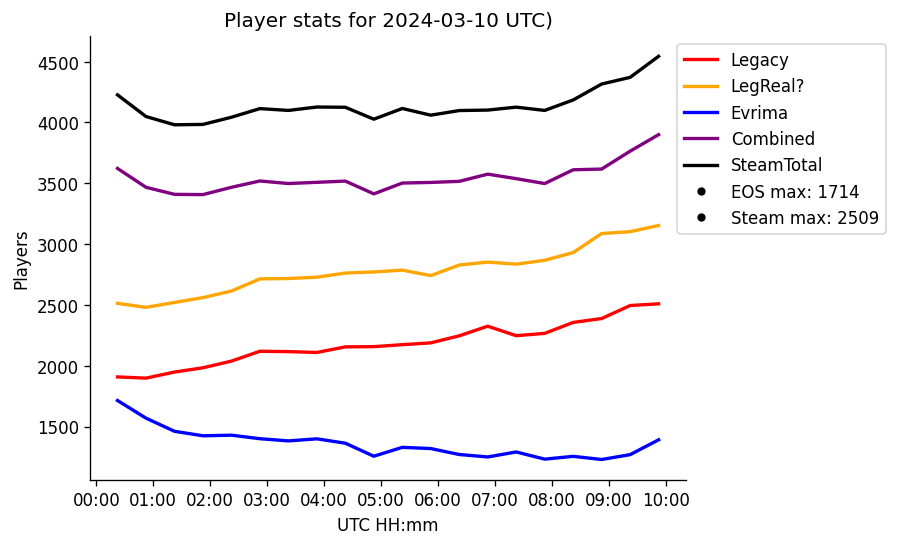 Player stats for 2024-03-10 UTC)
Players
4500
4000
3500
3000
2500
2000
1500
00:00 01:00 02:00 03:00 04:00 05:00 06:00 07:00 08:00 09:00 10:00
UTC HH:mm
Legacy
LegReal?
Evrima
Combined
SteamTotal
EOS max: 1714
Steam max: 2509